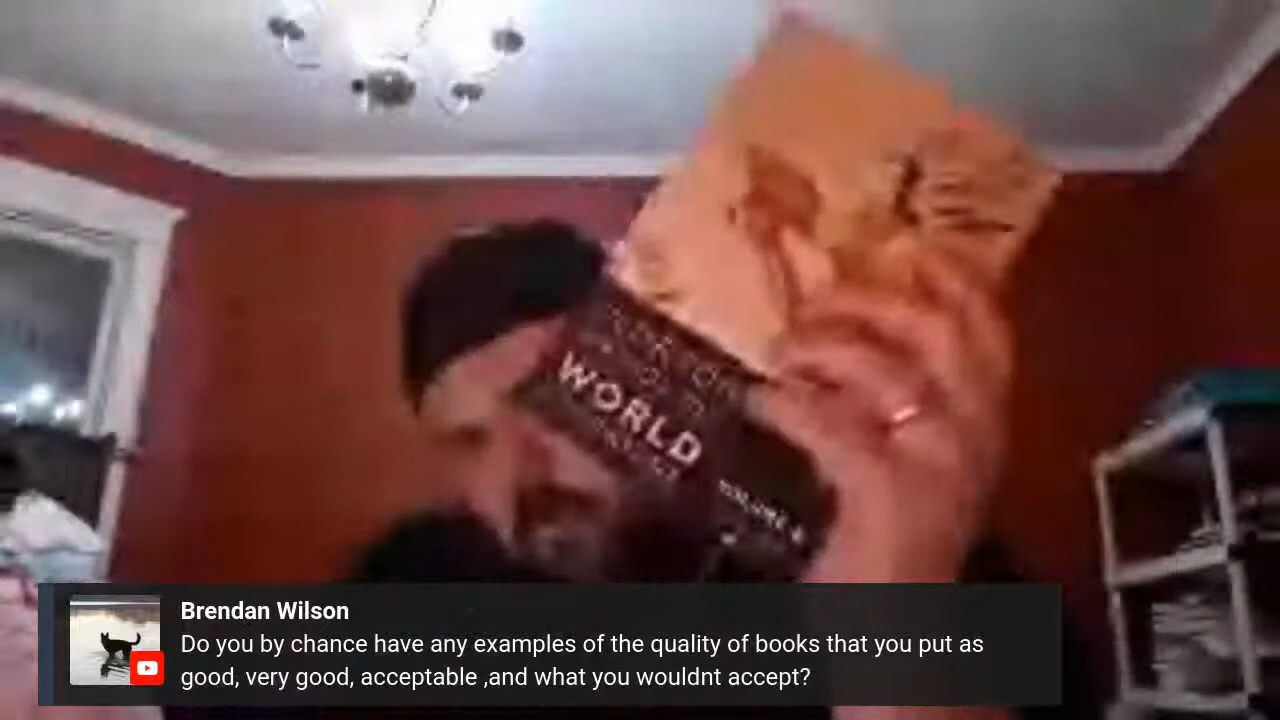 WORLD
VOLUME
Brendan Wilson
Do you by chance have any examples of the quality of books that you put as
good, very good, acceptable ,and what you wouldnt accept?